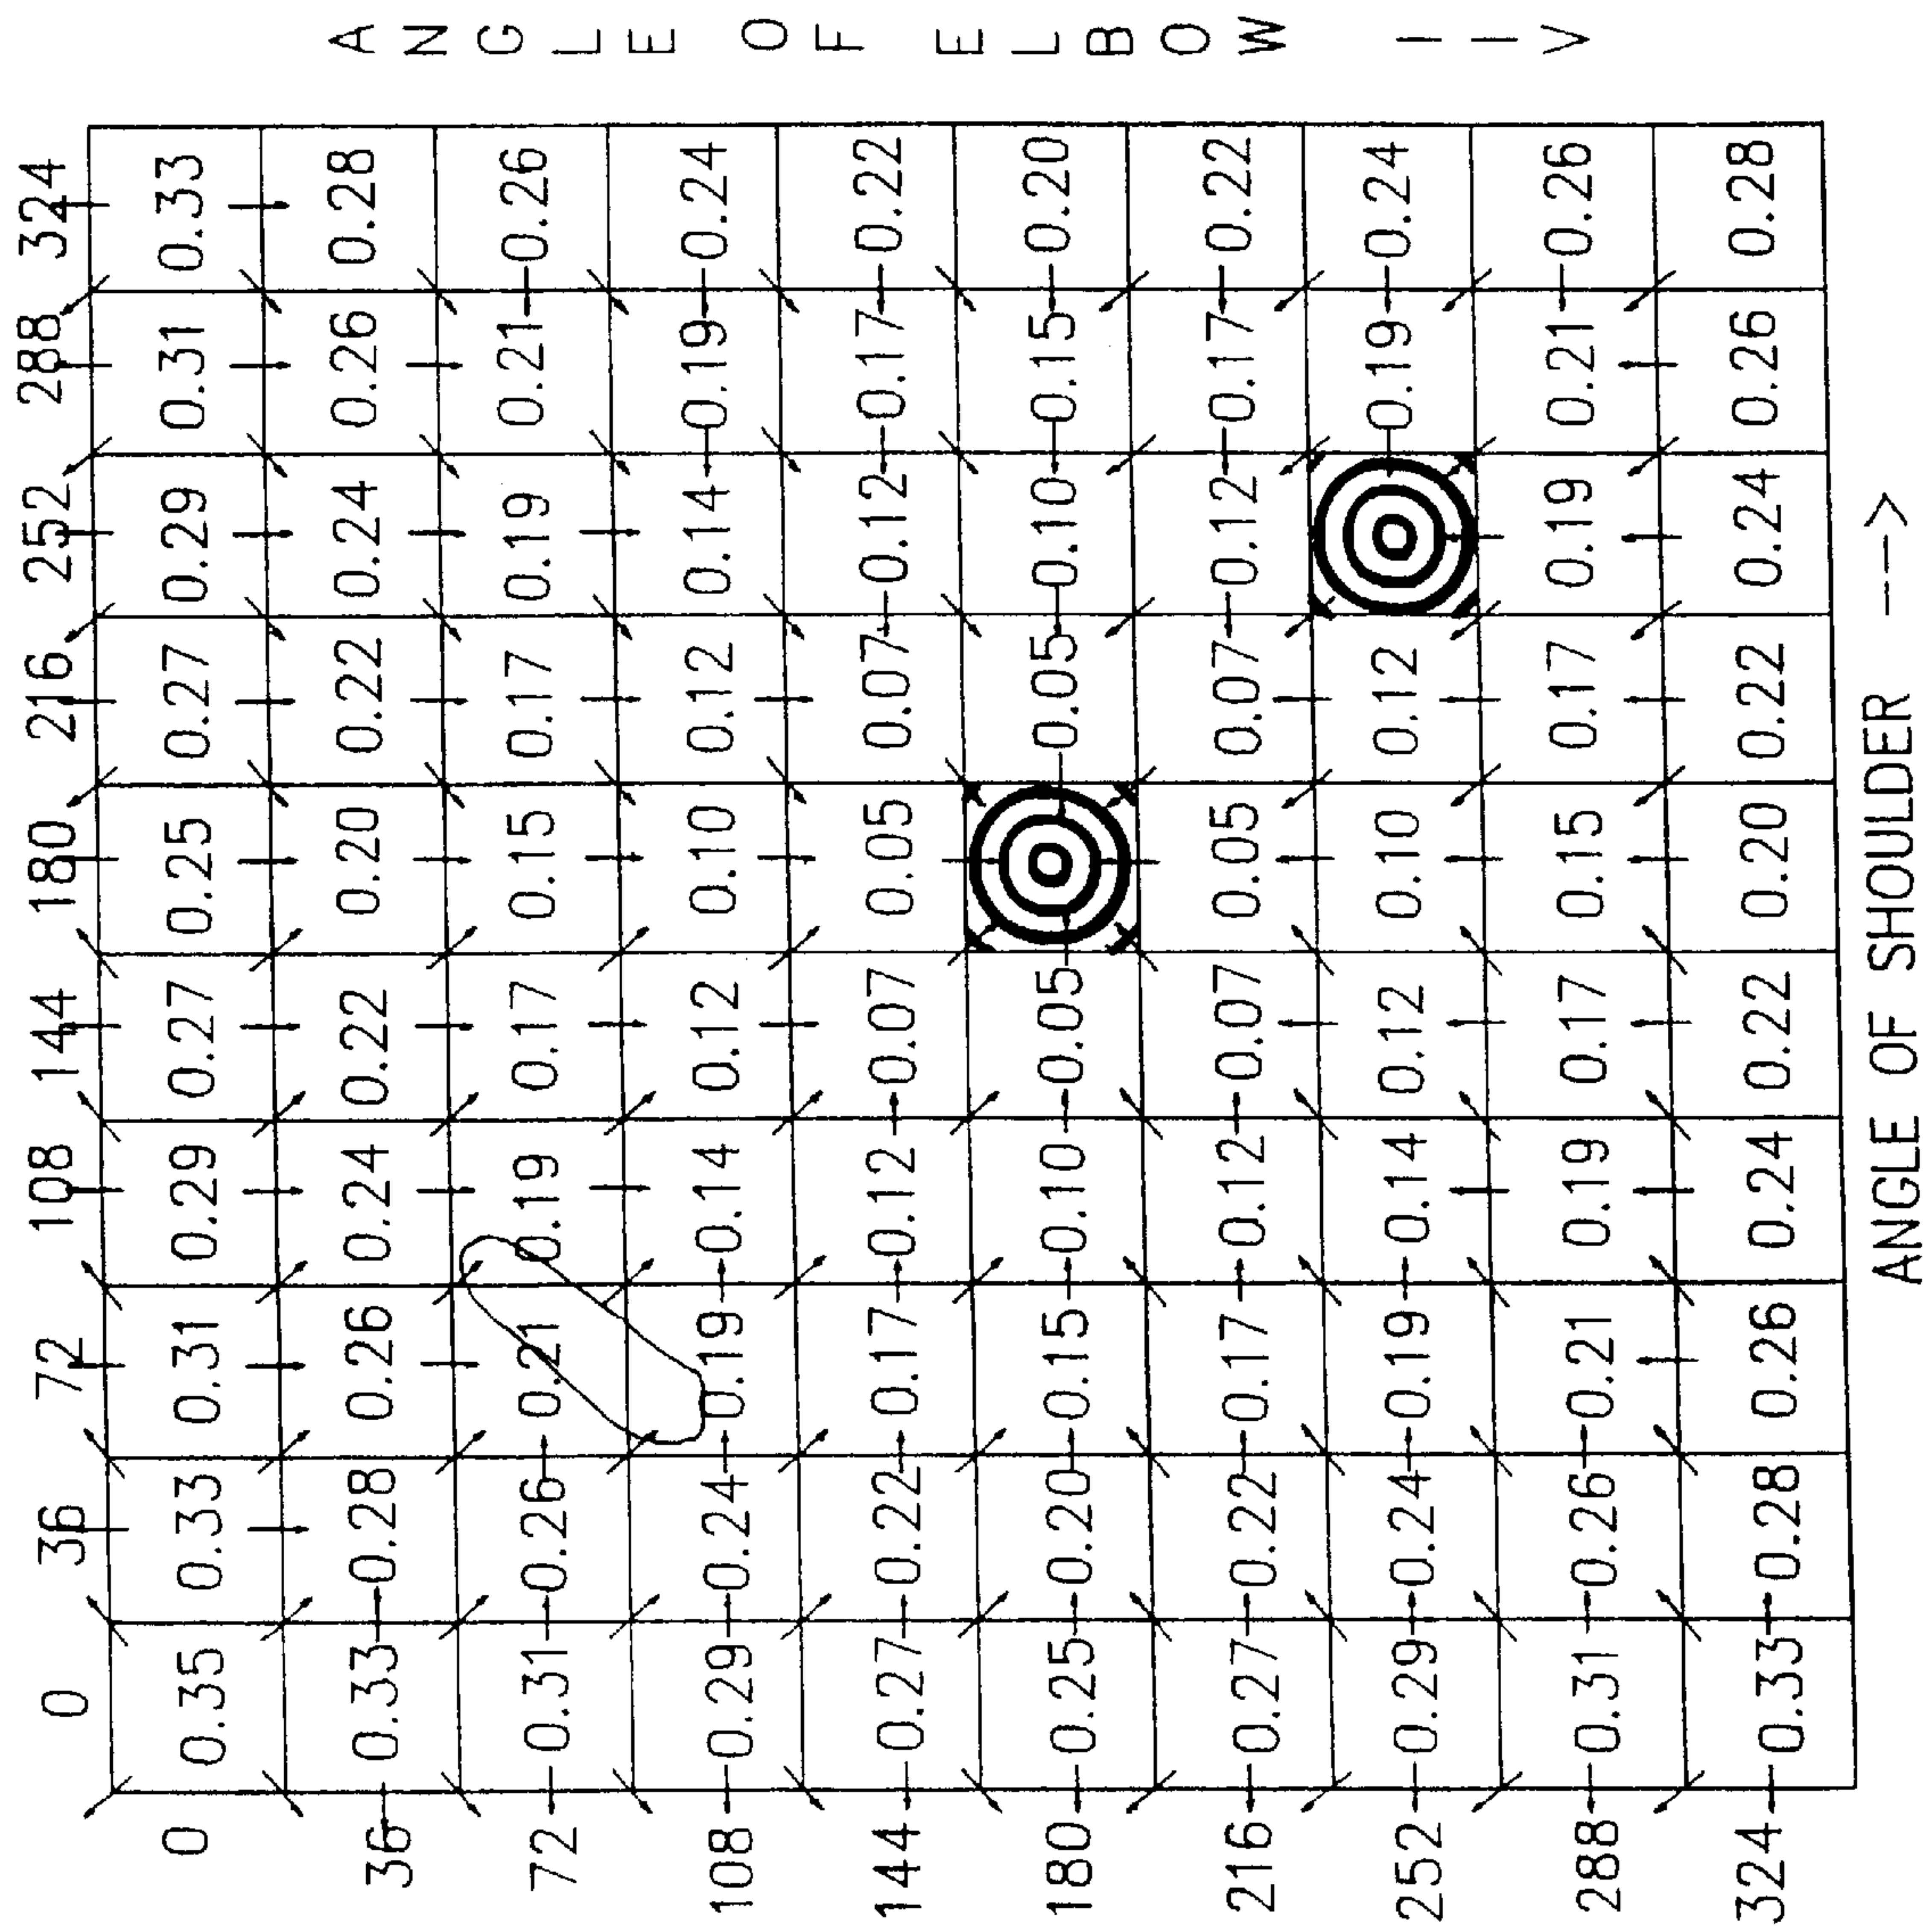 0 36 72 108 144 180 216 252 288 324
0 0.35 0.33 0.31 0.29 0.27 0.25 0.27 0.29 0.31 0.33
36 0.33 0.28 0.26 0.24 0.22 0.20 0.22 0.24 0.26 0.28
72 0.31 0.26 0.21 0.19 0.17 0.15 0.17 0.19 0.21 0.26
108 0.29 0.24 0.19 0.14 0.12 0.10 0.12 0.14 0.19 0.24
144 0.27 0.22 0.17 0.12 0.07 0.05 0.07 0.12 0.17 0.22
180 0.25 0.20 0.15 0.10 0.05 0.05 0.10 0.15 0.20
216 0.27 0.22 0.17 0.12 0.07 0.05 0.07 0.12 0.17 0.22
252 0.29 0.24 0.19 0.14 0.12 0.10 0.12 0.19 0.24
288 0.31 0.26 0.21 0.19 0.17 0.15 0.17 0.19 0.21 0.26
324 0.33 0.28 0.26 0.24 0.22 0.20 0.22 0.24 0.26 0.28
ANGLE OF SHOULDER -->
ANGLE OF ELBOW | | V